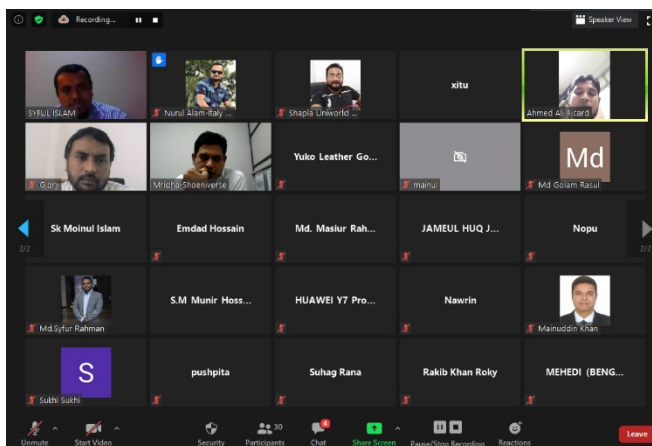 Recording...
Speaker View
SYFUL ISLAM
Nurul Alam-Italy ...
Shapla Uniworld ...
xitu
Ahmed Ali Picard
Glory
Mridha-Shoeniverse
Yuko Leather Go...
mainul
Md
Md Golam Rasul
Sk Moinul Islam
Emdad Hossain
Md. Masiur Rah...
JAMEUL HUQ J...
Nopu
2/2
2/2
Md.Syfur Rahman
S.M Munir Hoss...
HUAWEI Y7 Pro...
Nawrin
Mainuddin Khan
S
Sukhi Sukhi
pushpita
Suhag Rana
Rakib Khan Roky
MEHEDI (BENG...
Unmute
Start Video
Security
Participants
30
Chat
4
Share Screen
Pause/Stop Recording
Reactions
Leave